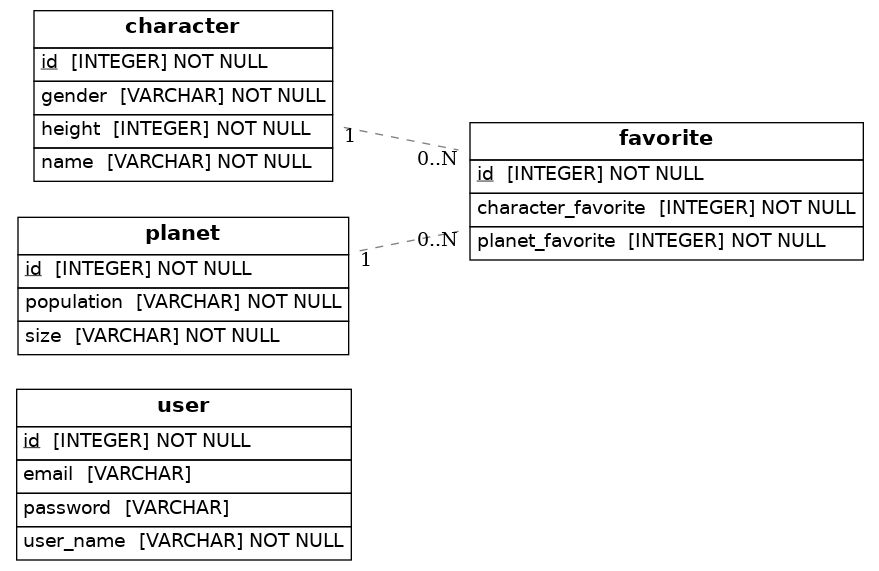 character
id [INTEGER] NOT NULL
gender [VARCHAR] NOT NULL
height [INTEGER] NOT NULL
name [VARCHAR] NOT NULL
1
0..N
favorite
id [INTEGER] NOT NULL
character_favorite [INTEGER] NOT NULL
planet_favorite [INTEGER] NOT NULL
planet
id [INTEGER] NOT NULL
population [VARCHAR] NOT NULL
size [VARCHAR] NOT NULL
1
0..N
user
id [INTEGER] NOT NULL
email [VARCHAR]
password [VARCHAR]
user_name [VARCHAR] NOT NULL